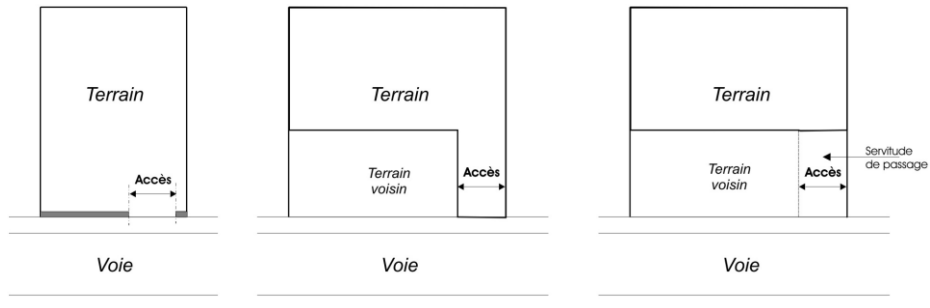 Terrain
Accès
Voie
Terrain
Terrain
voisin
Accès
Voie
Terrain
Terrain
voisin
Accès
Servitude
de passage
Voie